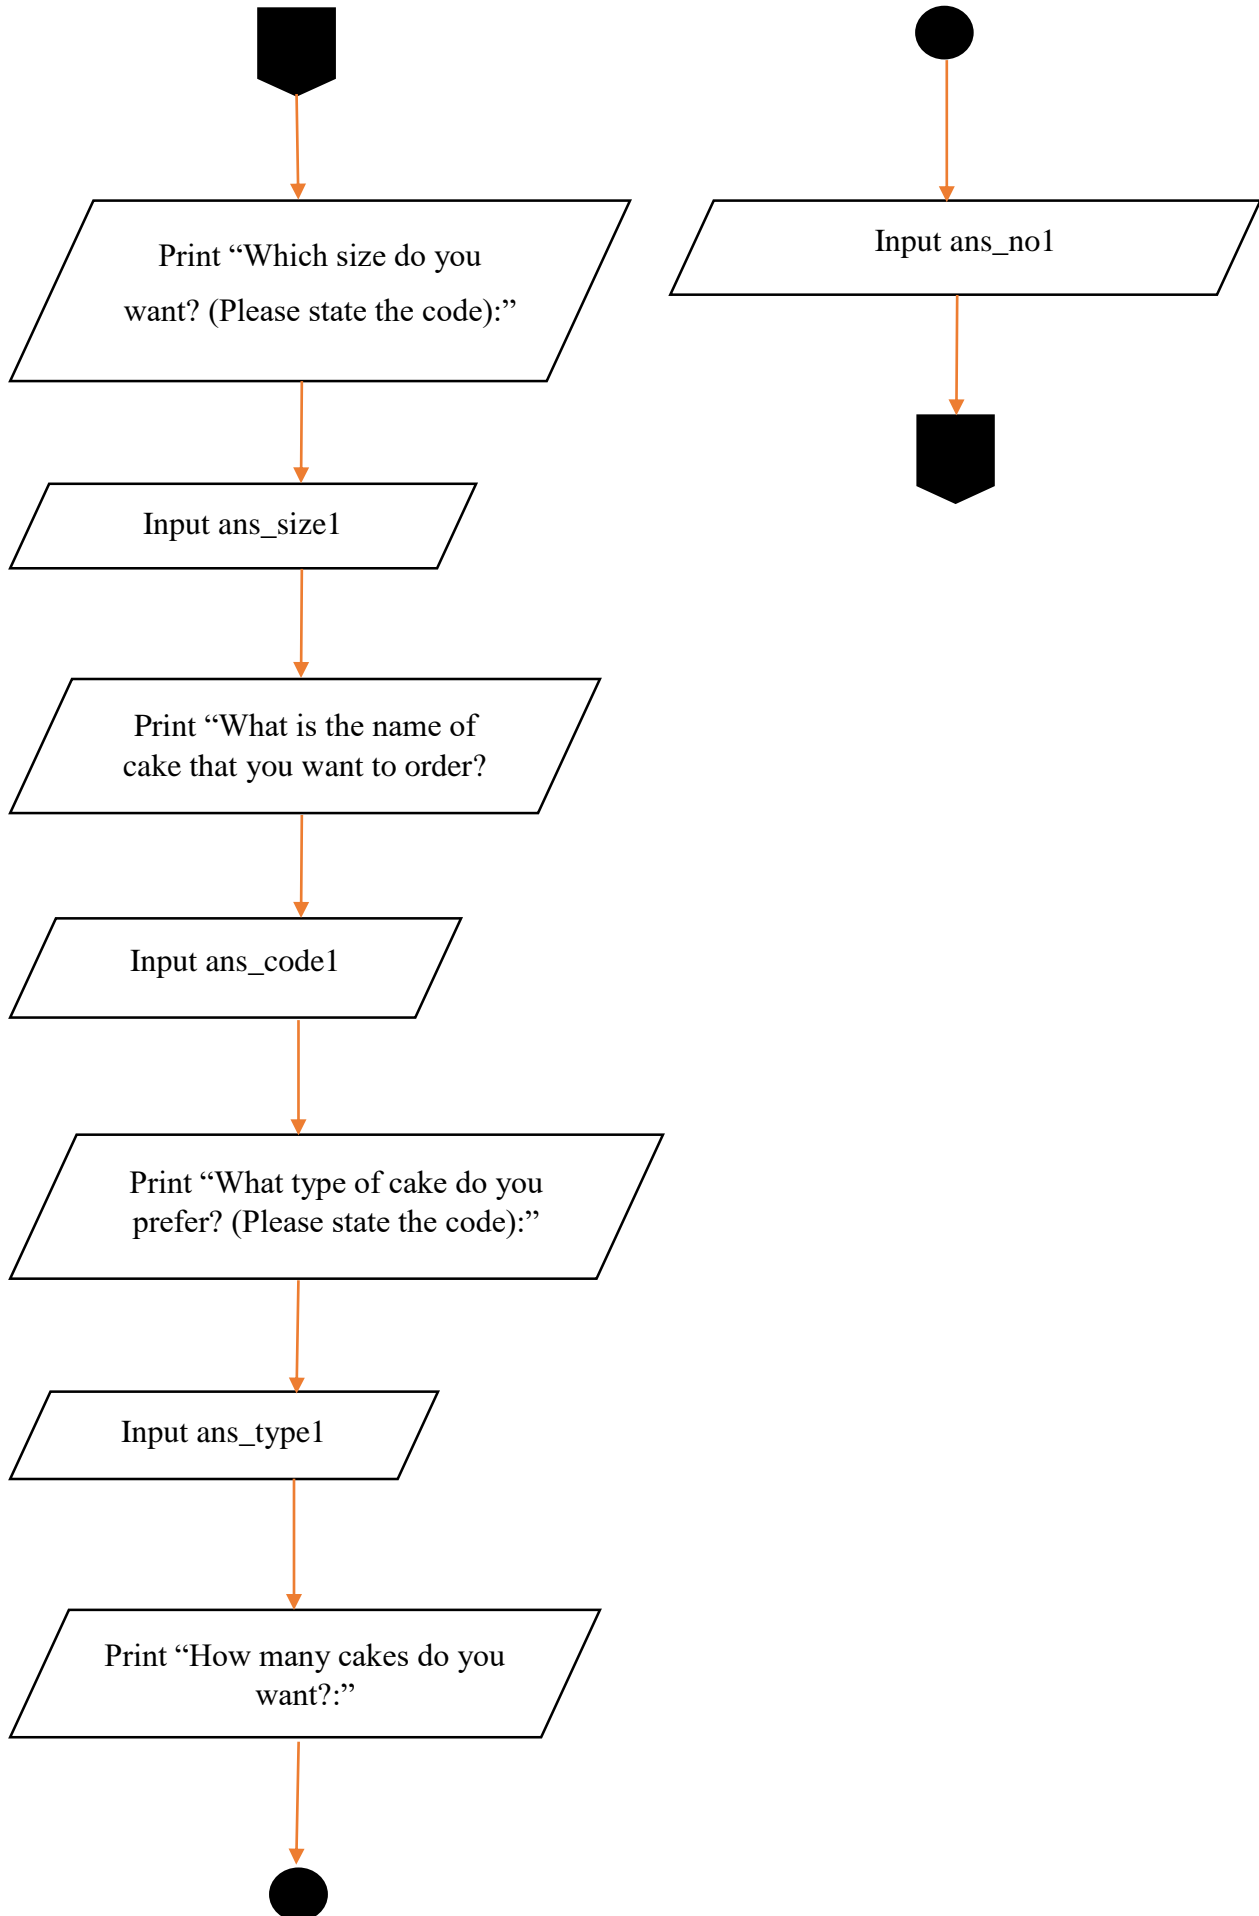 Print “Which size do you
want? (Please state the code):”
Input ans_size1
Print “What is the name of
cake that you want to order?
Input ans_code1
Print “What type of cake do you
prefer? (Please state the code):”
Input ans_type1
Print “How many cakes do you
want?:”
Input ans_no1